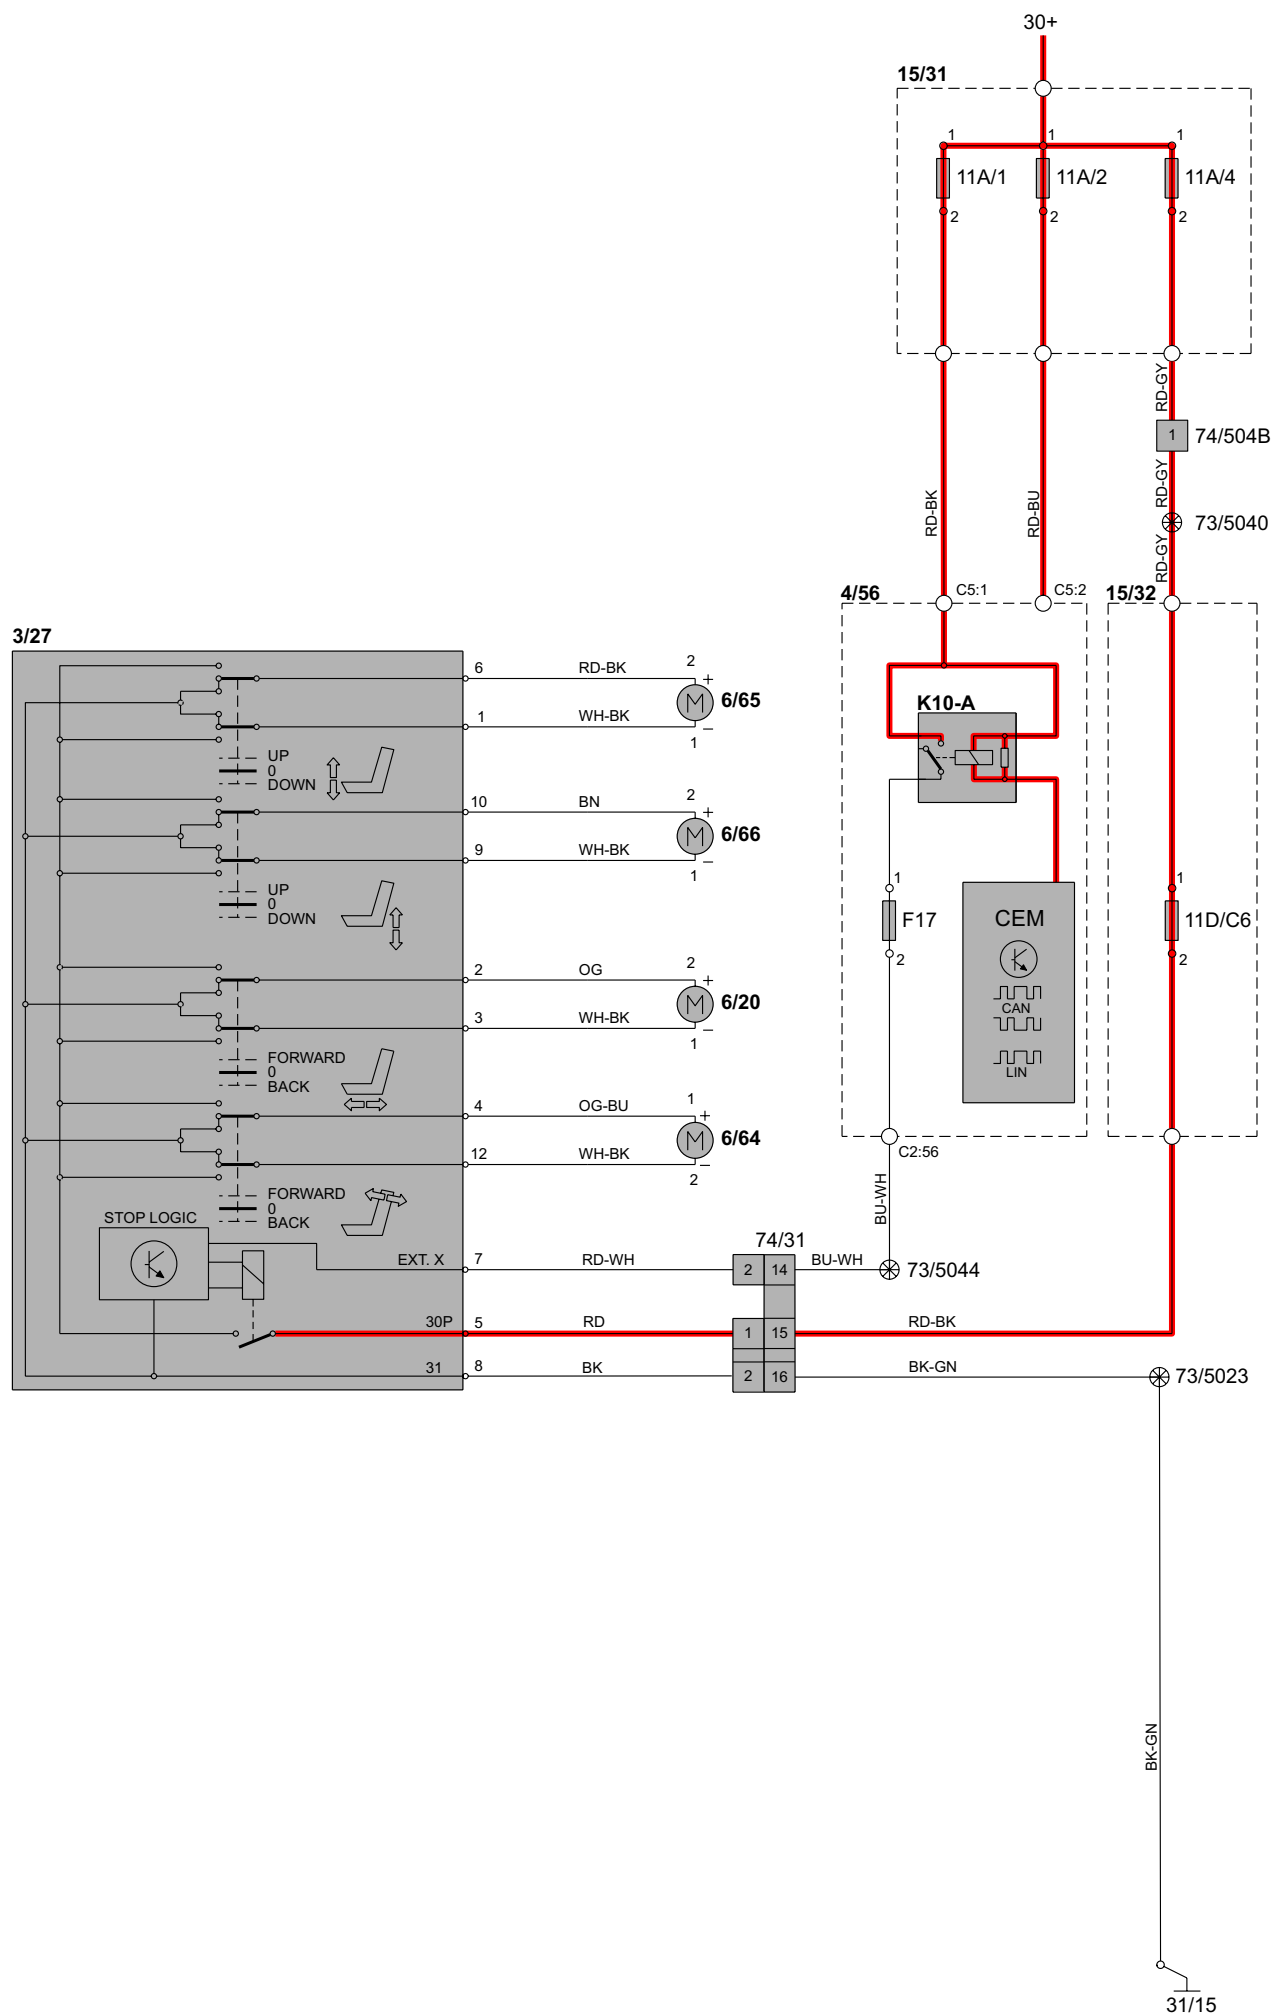 30+
15/31
1 1 1
11A/1 11A/2 11A/4
2 2 2
RD-GY
1 74/504B
RD-GY
RD-BK RD-BU
73/5040
RD-GY
4/56 C5:1 C5:2 15/32
3/27
6 RD-BK 2 +
M 6/65
1 WH-BK 1 –
K10-A
UP
0
DOWN
10 BN 2 +
M 6/66
9 WH-BK 1 –
UP
0
DOWN
1 1
F17 CEM 11D/C6
2 2
2 OG 2 +
M 6/20
3 WH-BK 1 –
CAN
LIN
FORWARD
0
BACK
4 OG-BU 1 +
M 6/64
12 WH-BK 2 –
C2:56
BU-WH
FORWARD
0
BACK
STOP LOGIC
74/31
EXT. X 7 RD-WH 2 14 BU-WH 73/5044
30P 5 RD 1 15 RD-BK
31 8 BK 2 16 BK-GN 73/5023
BK-GN
31/15